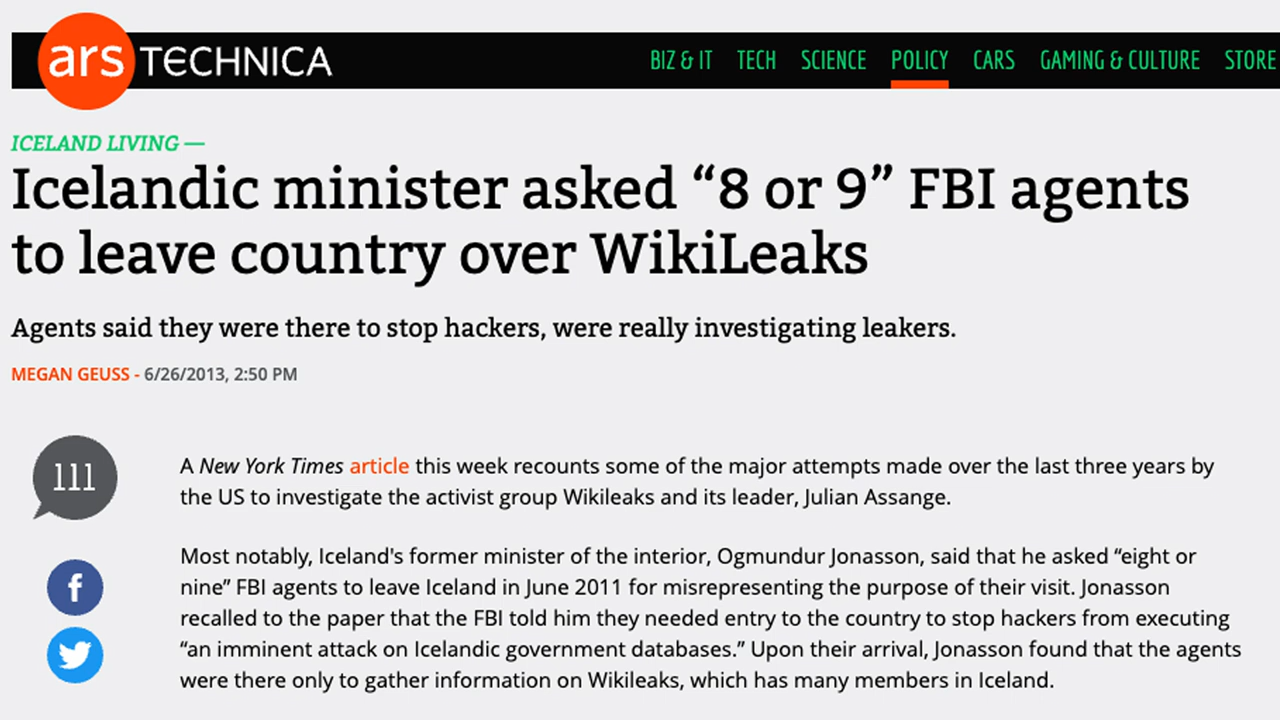 ars TECHNICA
BIZ & IT TECH SCIENCE POLICY CARS GAMING & CULTURE STORE
ICELAND LIVING —
Icelandic minister asked “8 or 9” FBI agents
to leave country over WikiLeaks
Agents said they were there to stop hackers, were really investigating leakers.
MEGAN GEUSS - 6/26/2013, 2:50 PM
111
A New York Times article this week recounts some of the major attempts made over the last three years by
the US to investigate the activist group Wikileaks and its leader, Julian Assange.
Most notably, Iceland's former minister of the interior, Ogmundur Jonasson, said that he asked “eight or
nine” FBI agents to leave Iceland in June 2011 for misrepresenting the purpose of their visit. Jonasson
recalled to the paper that the FBI told him they needed entry to the country to stop hackers from executing
“an imminent attack on Icelandic government databases.” Upon their arrival, Jonasson found that the agents
were there only to gather information on Wikileaks, which has many members in Iceland.
f